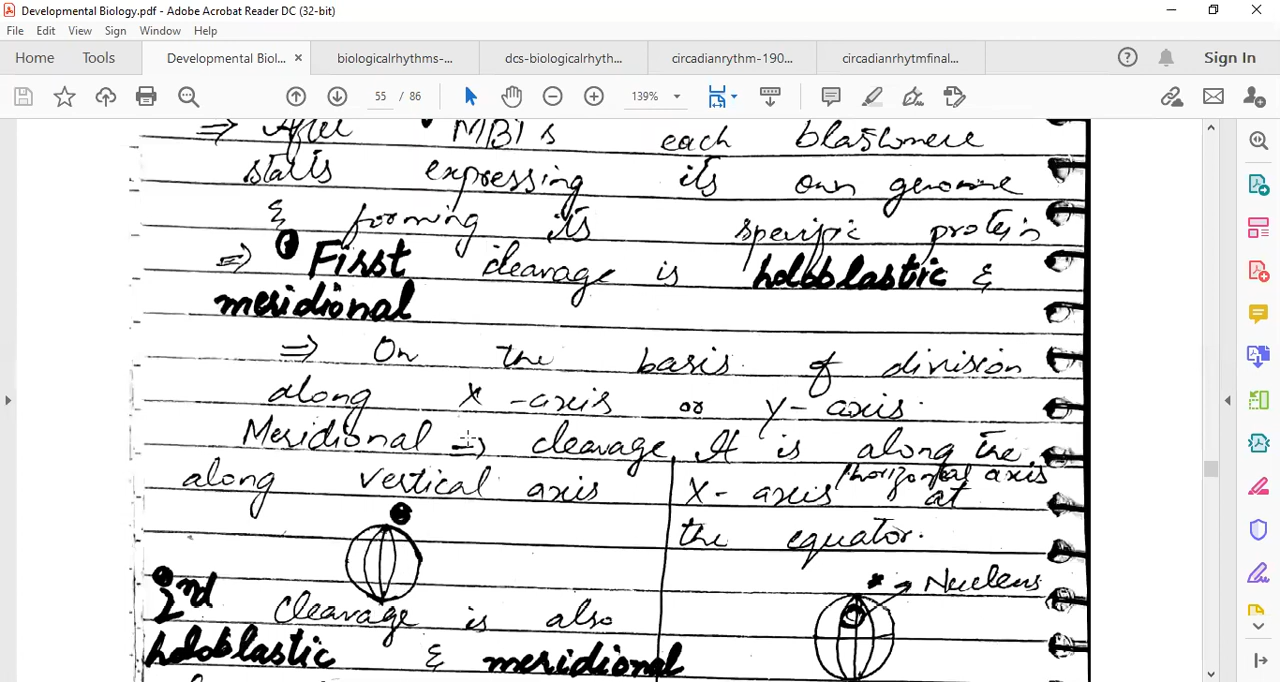 Developmental Biology.pdf - Adobe Acrobat Reader DC (32-bit)
File Edit View Sign Window Help
Home Tools Developmental Biol... × biologicalrhythms-... dcs-biologicalrhyth... circadianrythm-190... circadianrhytmfinal... Sign In
55 / 86 139%
⇒ After MBT's each blastomere
starts expressing its own genome
& forming its specific protein
⇒ First cleavage is holoblastic &
meridional
⇒ On the basis of division
along X-axis or Y-axis.
Meridional ⇒ cleavage
along vertical axis
It is along the
/horizontal axis
X-axis at
the equator.
→ Nucleus
2nd cleavage is also
holoblastic & meridional